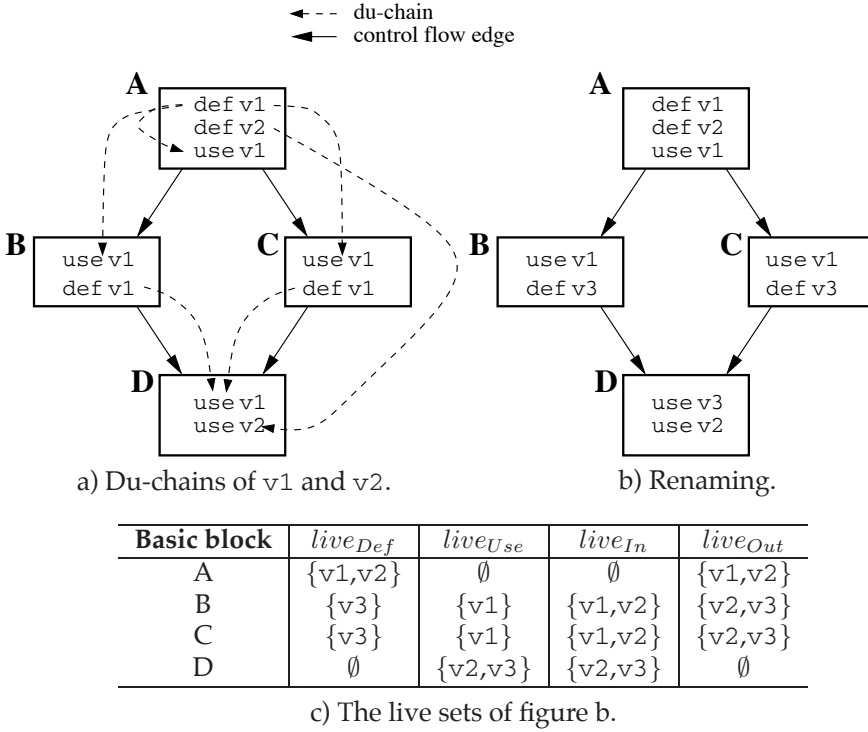 du-chain
control flow edge
A
def v1
def v2
use v1
B
use v1
def v1
C
use v1
def v1
D
use v1
use v2
a) Du-chains of v1 and v2.
A
def v1
def v2
use v1
B
use v1
def v3
C
use v1
def v3
D
use v3
use v2
b) Renaming.
Basic block live_Def live_Use live_In live_Out
A {v1,v2} ∅ ∅ {v1,v2}
B {v3} {v1} {v1,v2} {v2,v3}
C {v3} {v1} {v1,v2} {v2,v3}
D ∅ {v2,v3} {v2,v3} ∅
c) The live sets of figure b.